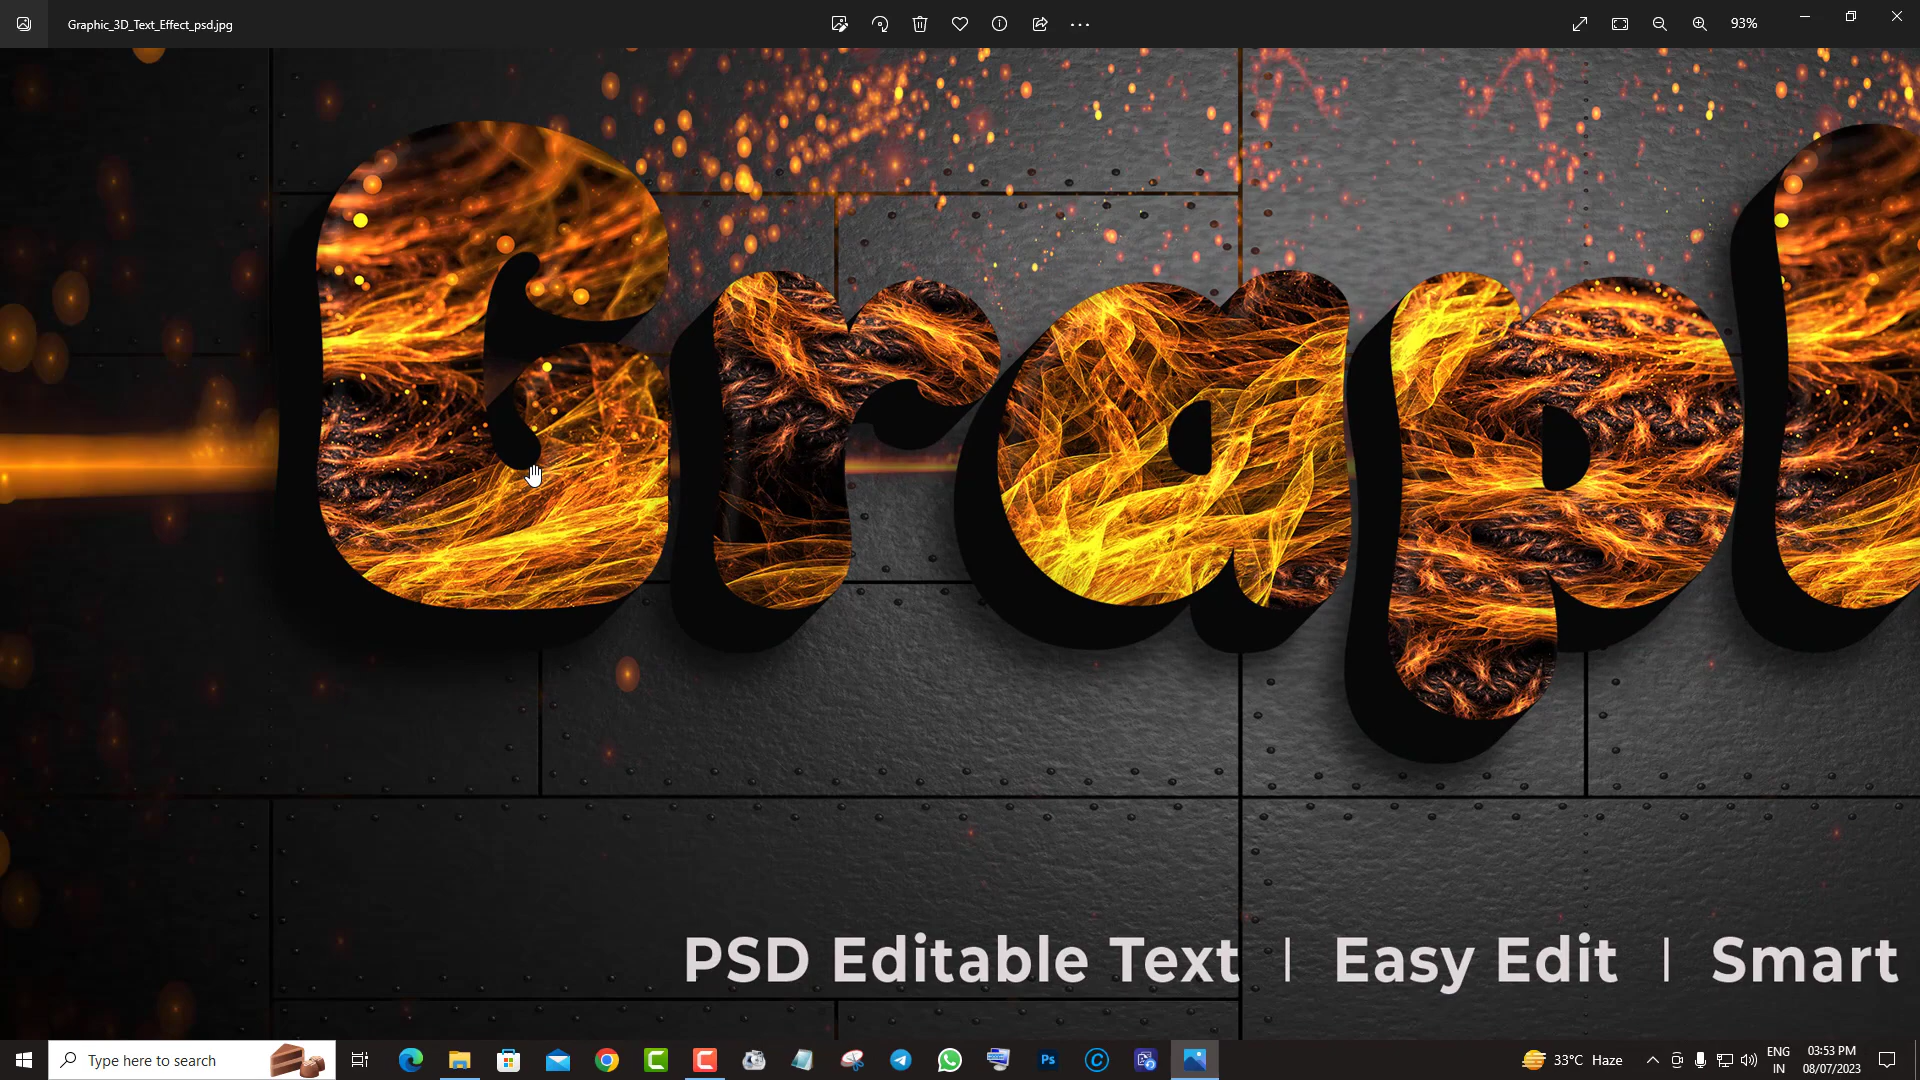 Graphic_3D_Text_Effect_psd.jpg
93%
Grap
PSD Editable Text | Easy Edit | Smart
Type here to search
Ps
33°C Haze
ENG
IN
03:53 PM
08/07/2023